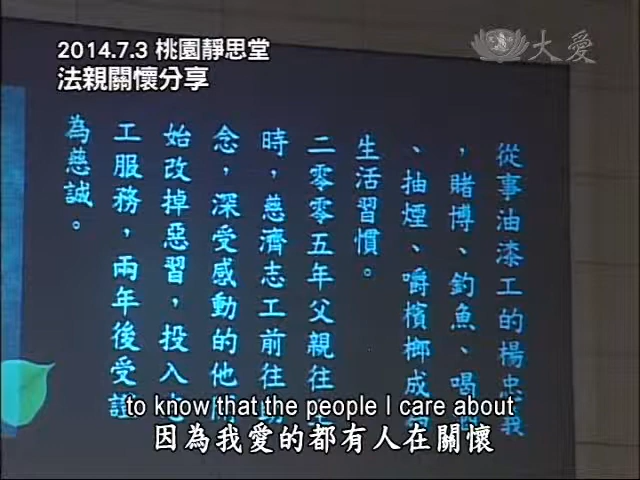 2014.7.3 桃園靜思堂
法親關懷分享
大愛
從事油漆工的楊忠
，賭博、釣魚、喝
、抽煙、嚼檳榔成
生活習慣。
二零零五年父親往
時，慈濟志工前往助
念，深受感動的他開
始改掉惡習，投入
工服務，兩年後受證
為慈誠。
to know that the people I care about
因為我愛的都有人在關懷